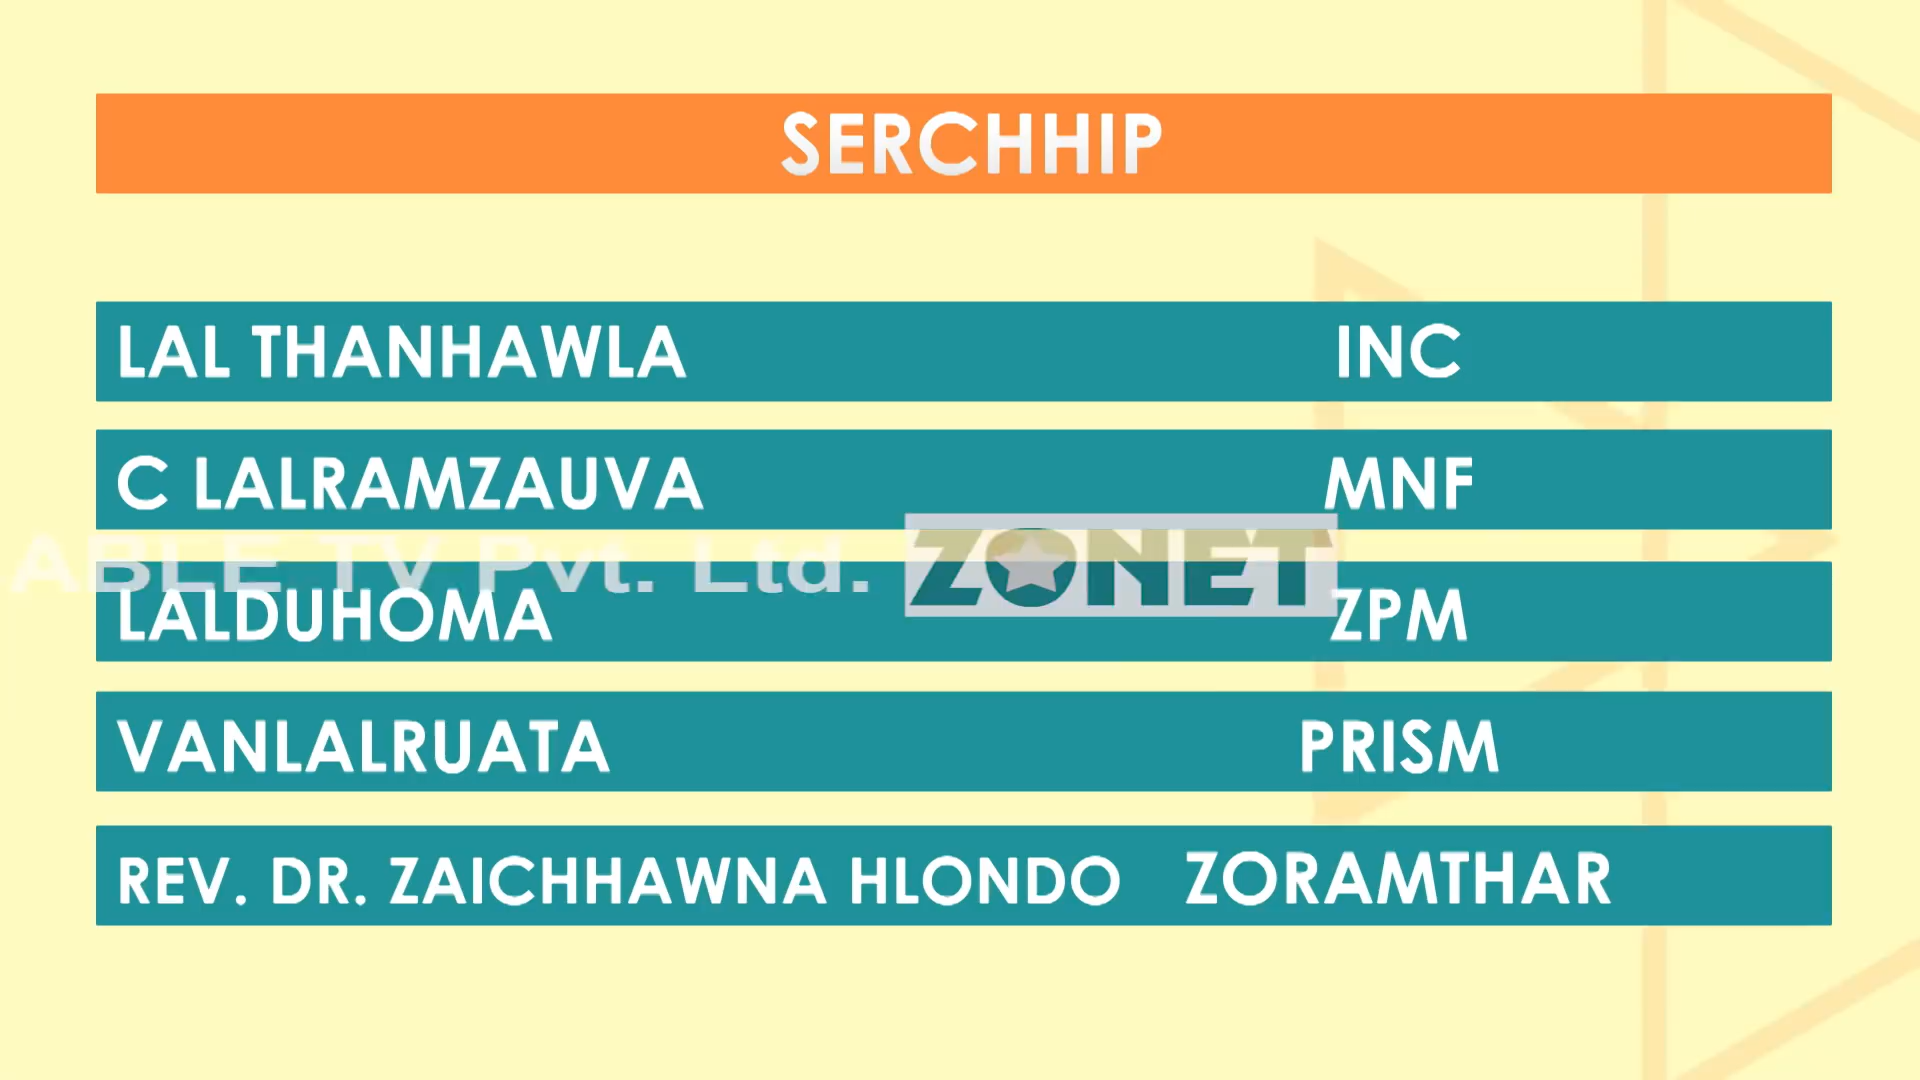 SERCHHIP
LAL THANHAWLA INC
C LALRAMZAUVA MNF
ABLE TV Pvt. Ltd. ZONET
LALDUHOMA ZPM
VANLALRUATA PRISM
REV. DR. ZAICHHAWNA HLONDO ZORAMTHAR